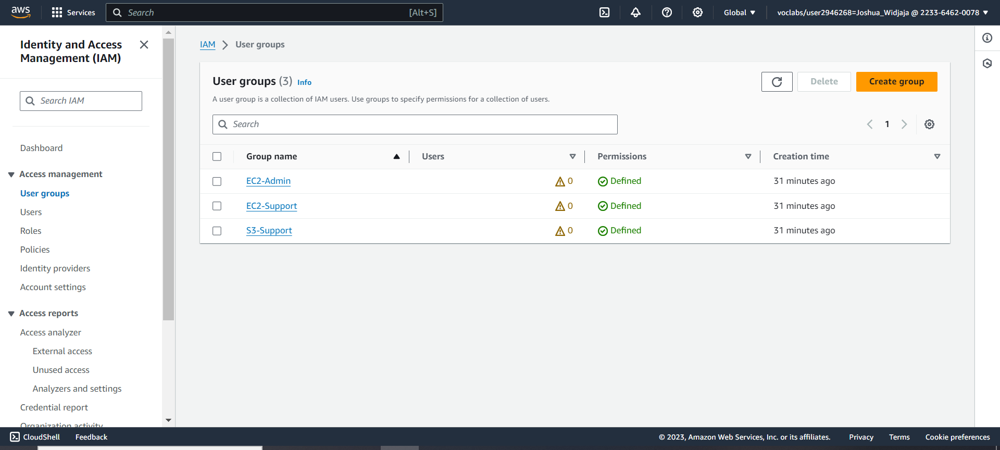 aws
Services
Search [Alt+S]
Global
voclabs/user2946268=Joshua_Widjaja @ 2233-6462-0078
Identity and Access
Management (IAM)
Search IAM
Dashboard
Access management
User groups
Users
Roles
Policies
Identity providers
Account settings
Access reports
Access analyzer
External access
Unused access
Analyzers and settings
Credential report
Organization activity
IAM > User groups
User groups (3) Info
A user group is a collection of IAM users. Use groups to specify permissions for a collection of users.
Delete
Create group
Search
1
Group name Users Permissions Creation time
EC2-Admin 0 Defined 31 minutes ago
EC2-Support 0 Defined 31 minutes ago
S3-Support 0 Defined 31 minutes ago
CloudShell Feedback © 2023, Amazon Web Services, Inc. or its affiliates. Privacy Terms Cookie preferences